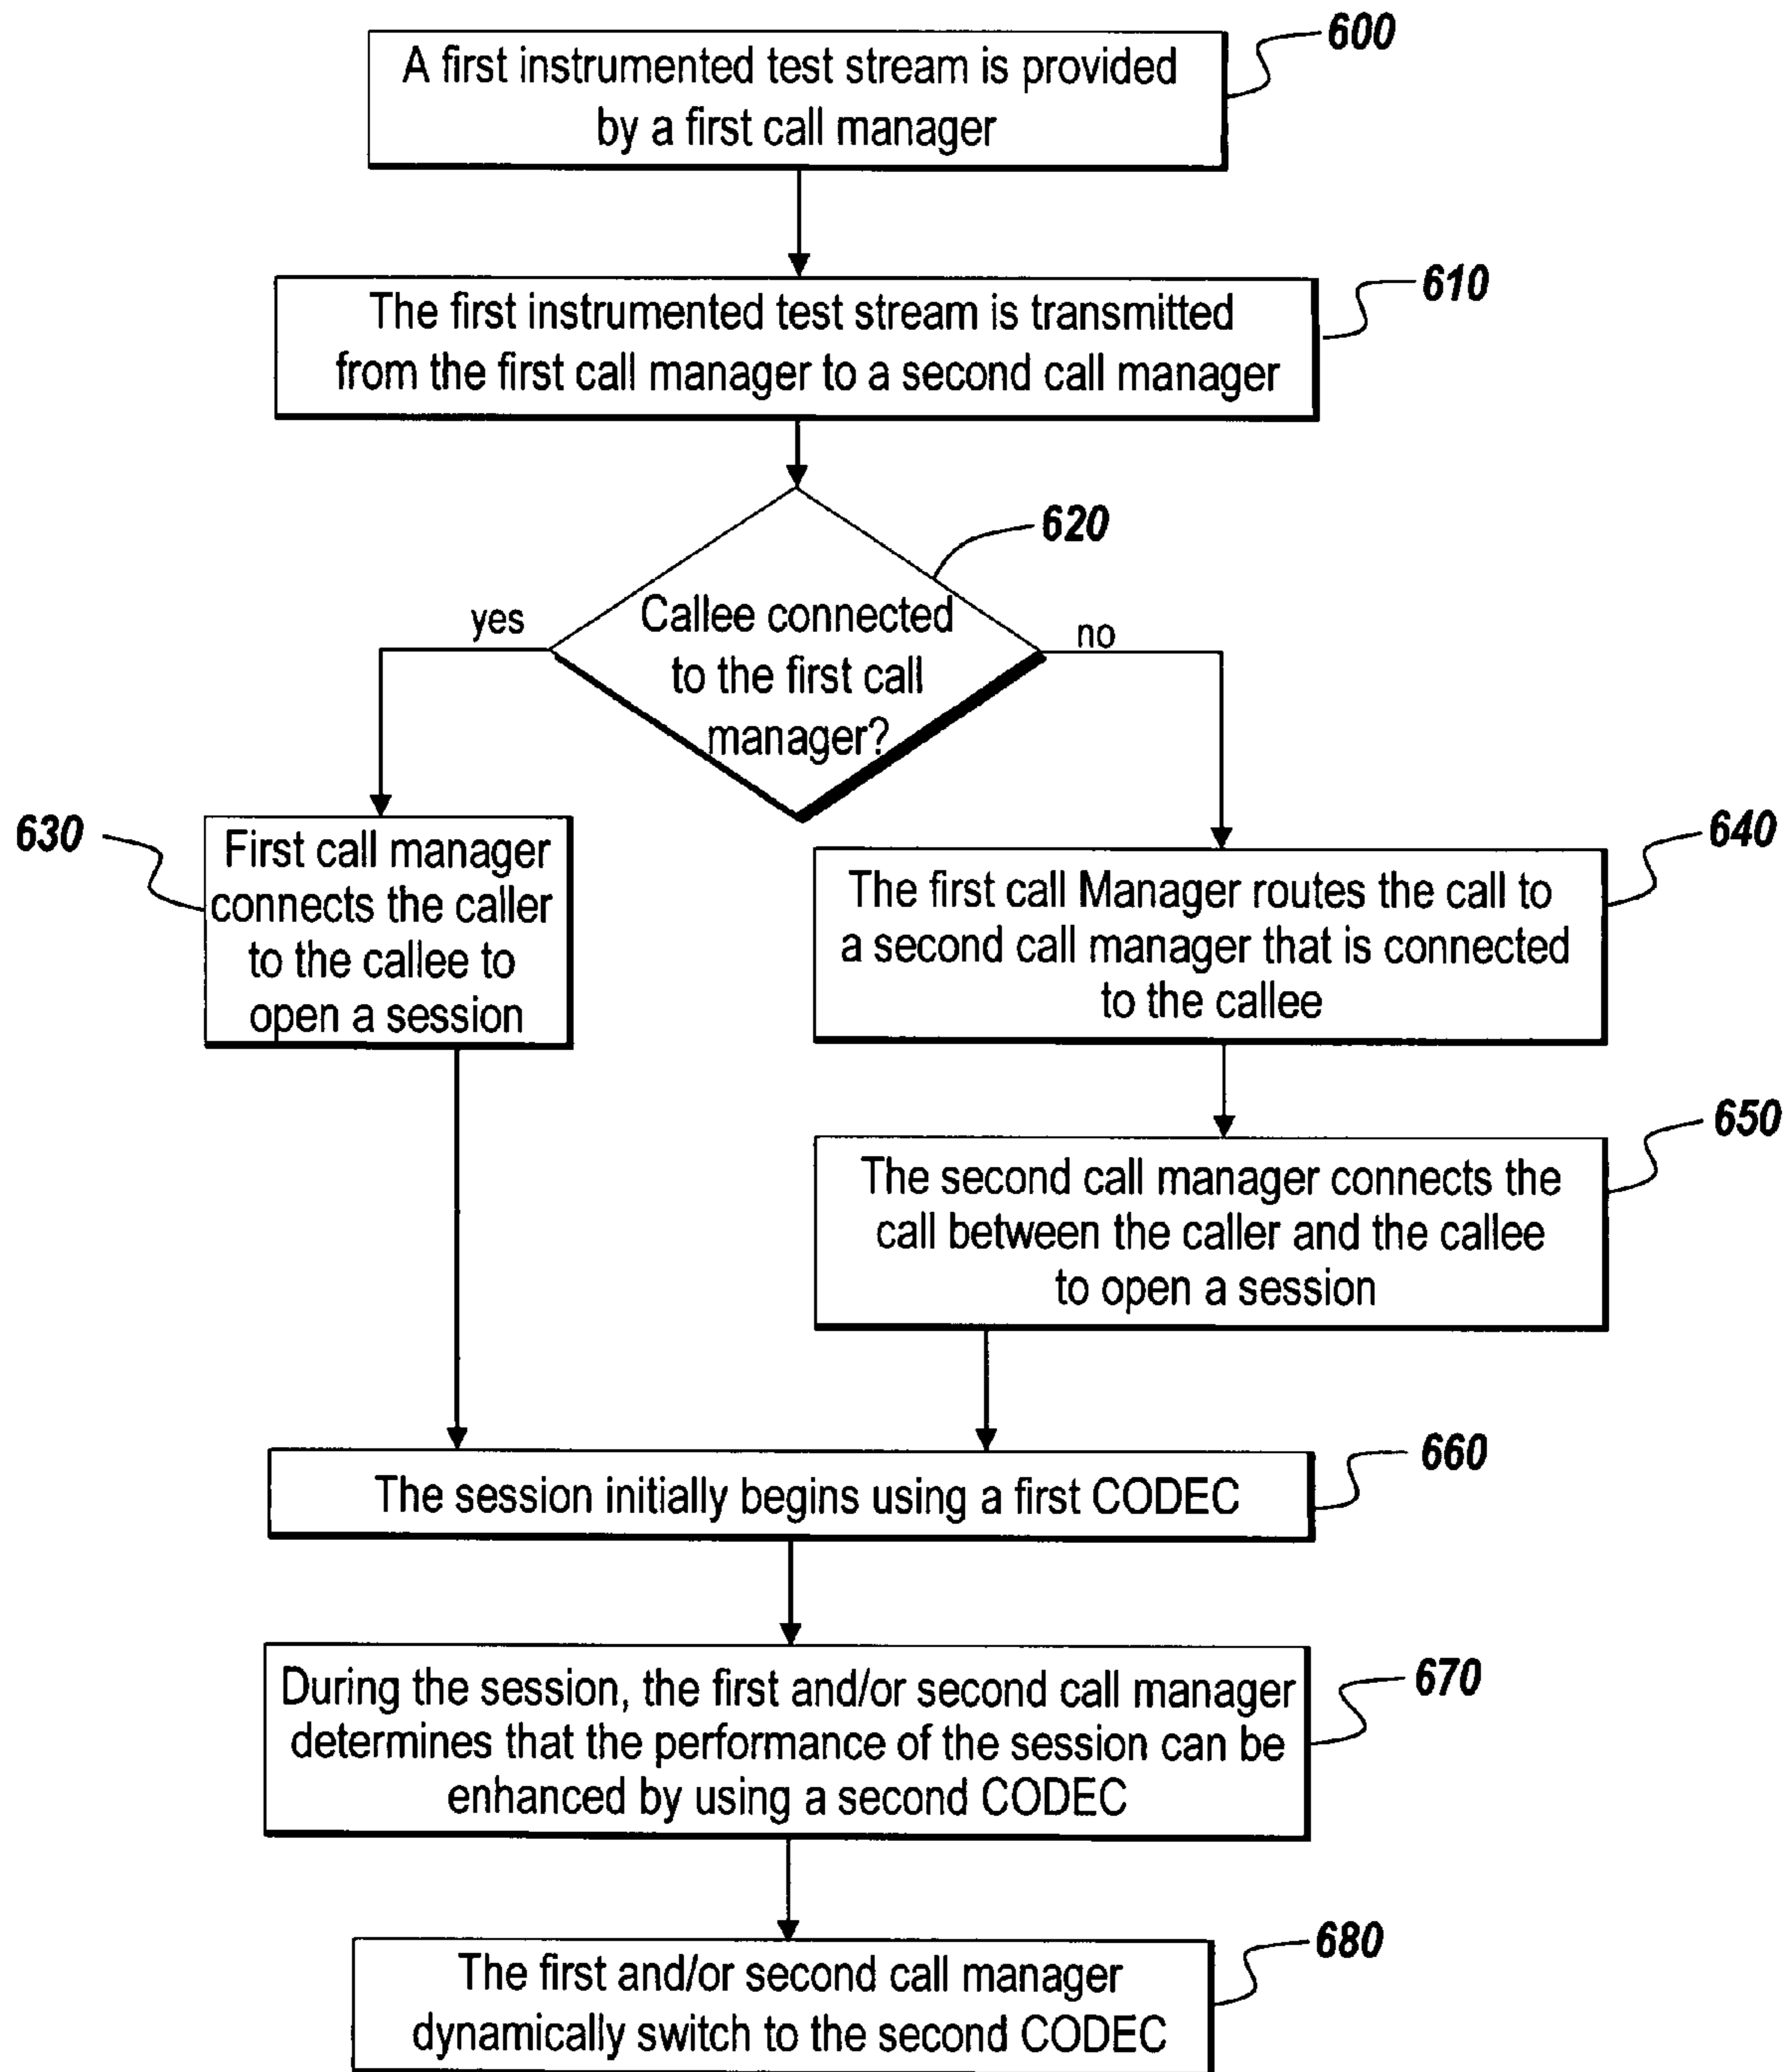 600
A first instrumented test stream is provided
by a first call manager
610
The first instrumented test stream is transmitted
from the first call manager to a second call manager
620
Callee connected
to the first call
manager?
yes
no
630
First call manager
connects the caller
to the callee to
open a session
640
The first call Manager routes the call to
a second call manager that is connected
to the callee
650
The second call manager connects the
call between the caller and the callee
to open a session
660
The session initially begins using a first CODEC
670
During the session, the first and/or second call manager
determines that the performance of the session can be
enhanced by using a second CODEC
680
The first and/or second call manager
dynamically switch to the second CODEC